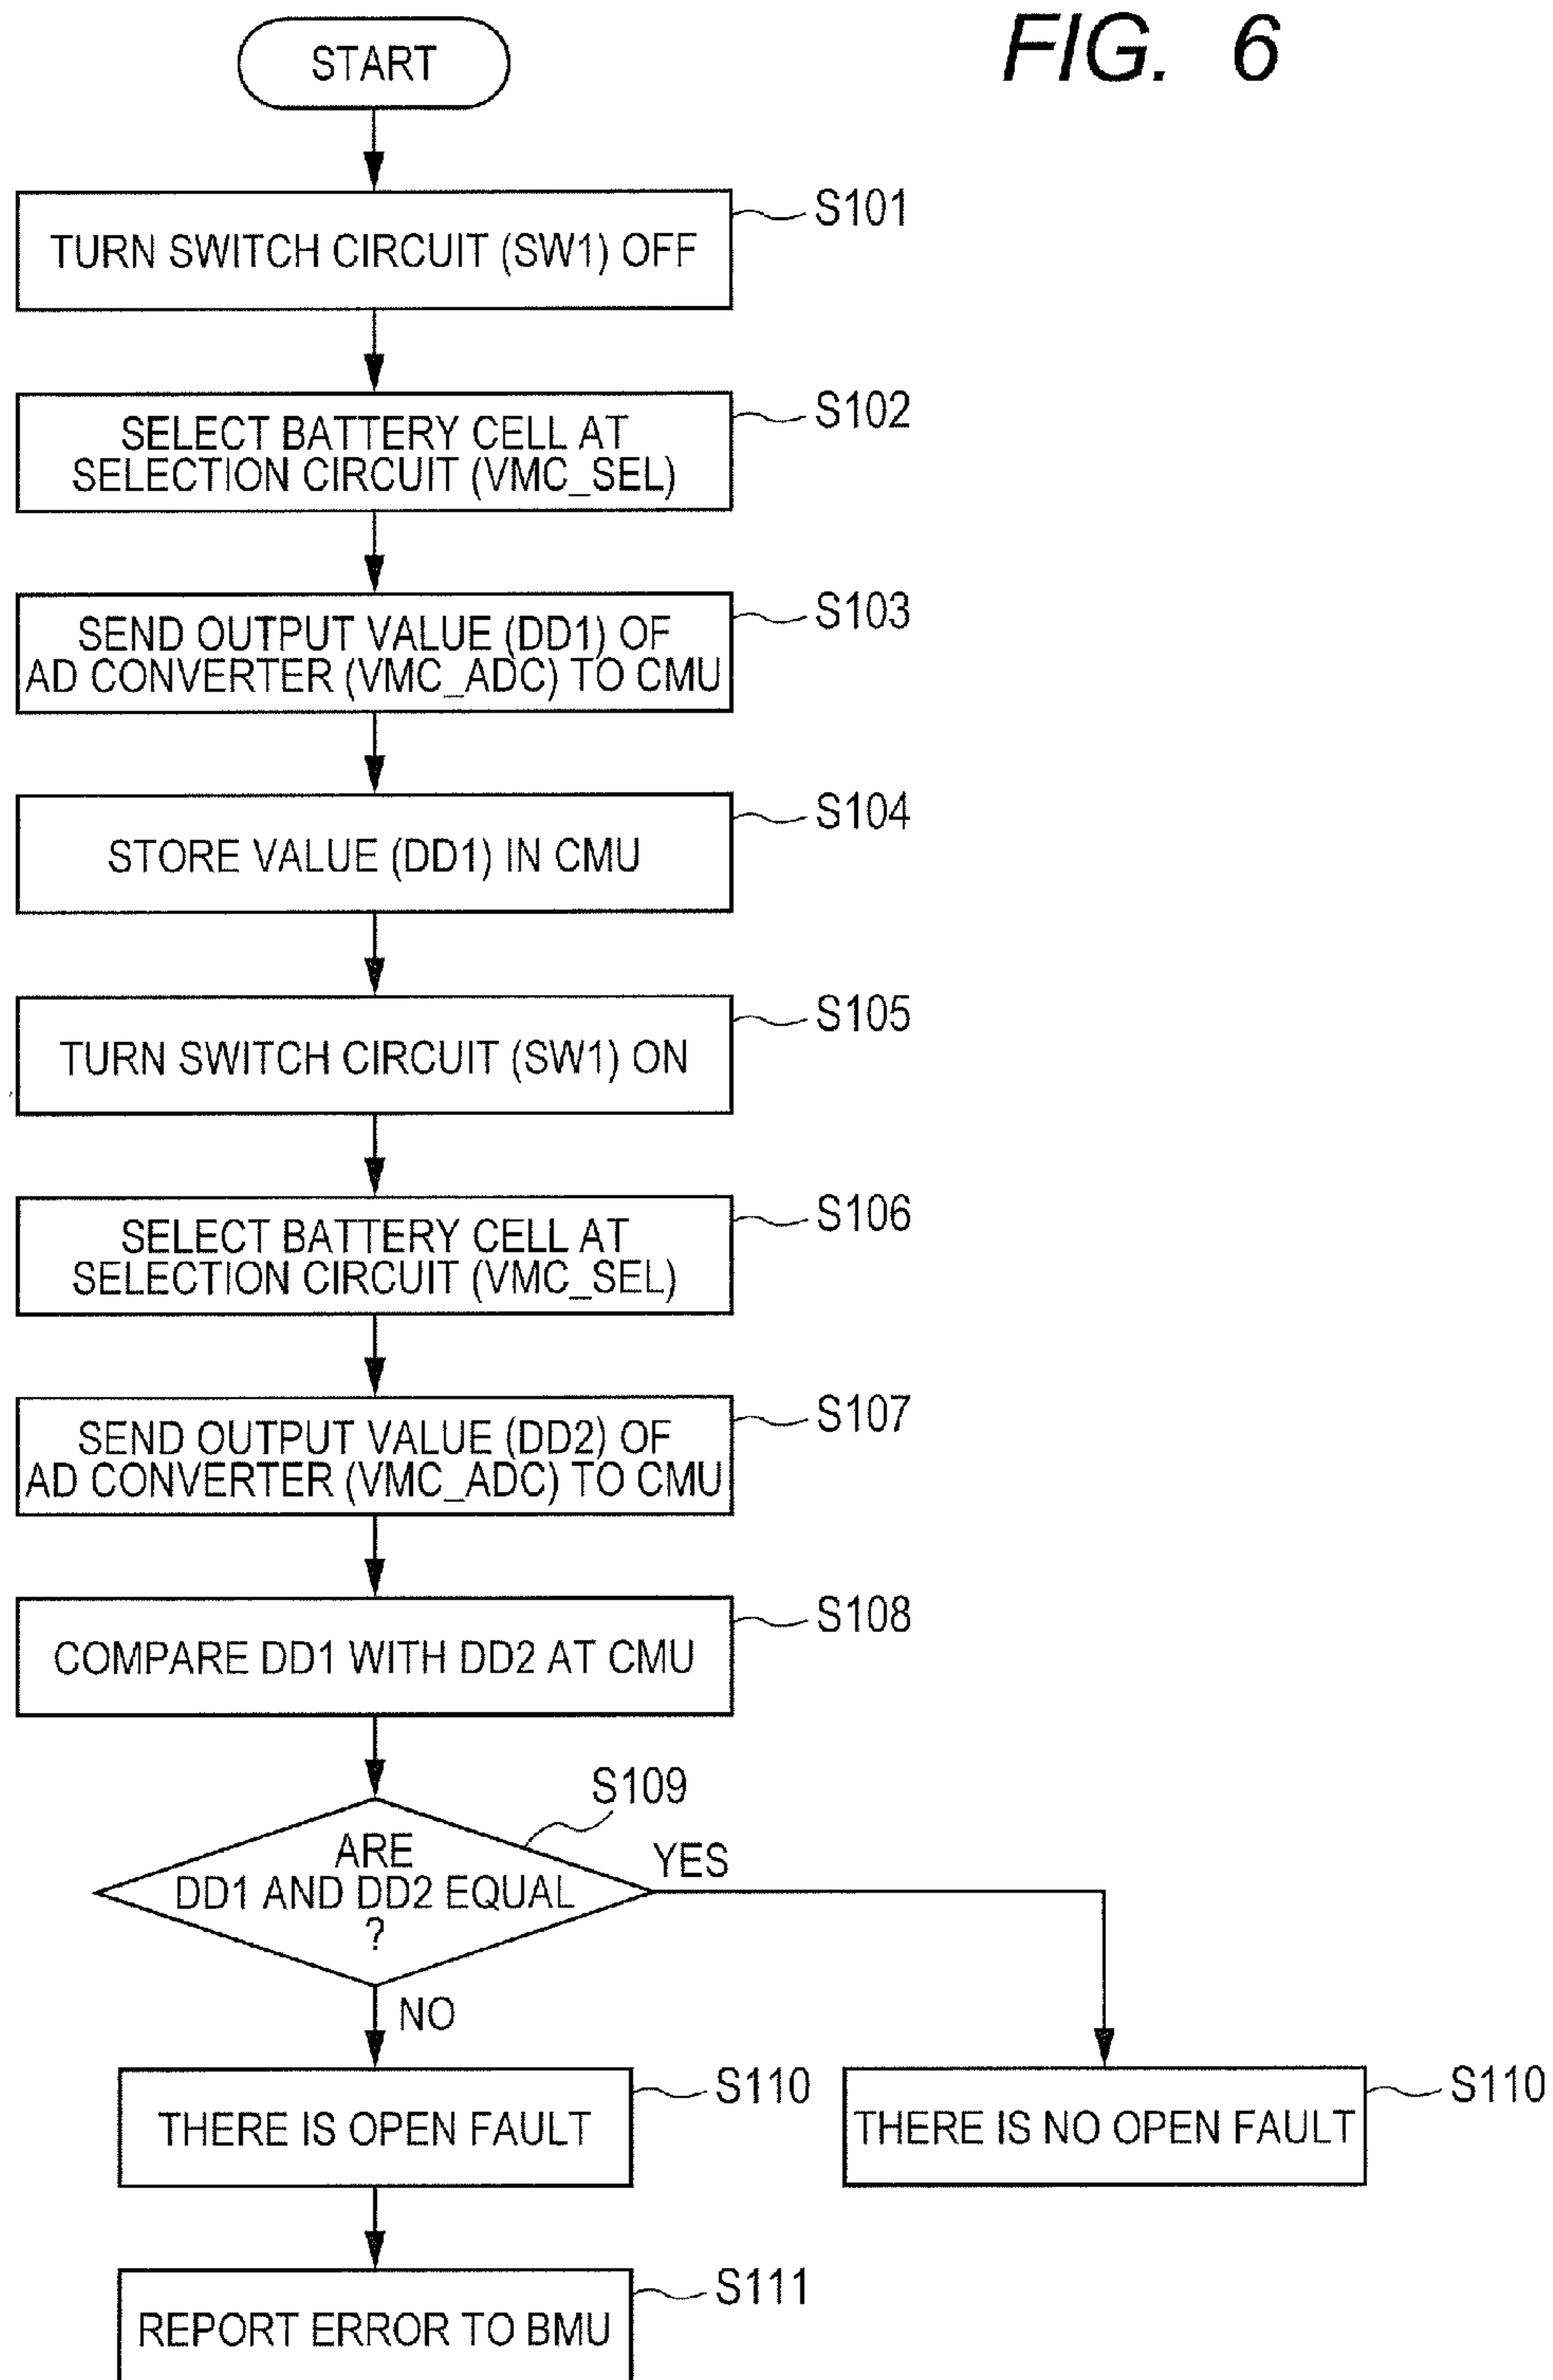 FIG. 6
START
S101
TURN SWITCH CIRCUIT (SW1) OFF
S102
SELECT BATTERY CELL AT
SELECTION CIRCUIT (VMC_SEL)
S103
SEND OUTPUT VALUE (DD1) OF
AD CONVERTER (VMC_ADC) TO CMU
S104
STORE VALUE (DD1) IN CMU
S105
TURN SWITCH CIRCUIT (SW1) ON
S106
SELECT BATTERY CELL AT
SELECTION CIRCUIT (VMC_SEL)
S107
SEND OUTPUT VALUE (DD2) OF
AD CONVERTER (VMC_ADC) TO CMU
S108
COMPARE DD1 WITH DD2 AT CMU
S109
ARE
DD1 AND DD2 EQUAL
?
YES
NO
S110
THERE IS OPEN FAULT
S110
THERE IS NO OPEN FAULT
S111
REPORT ERROR TO BMU